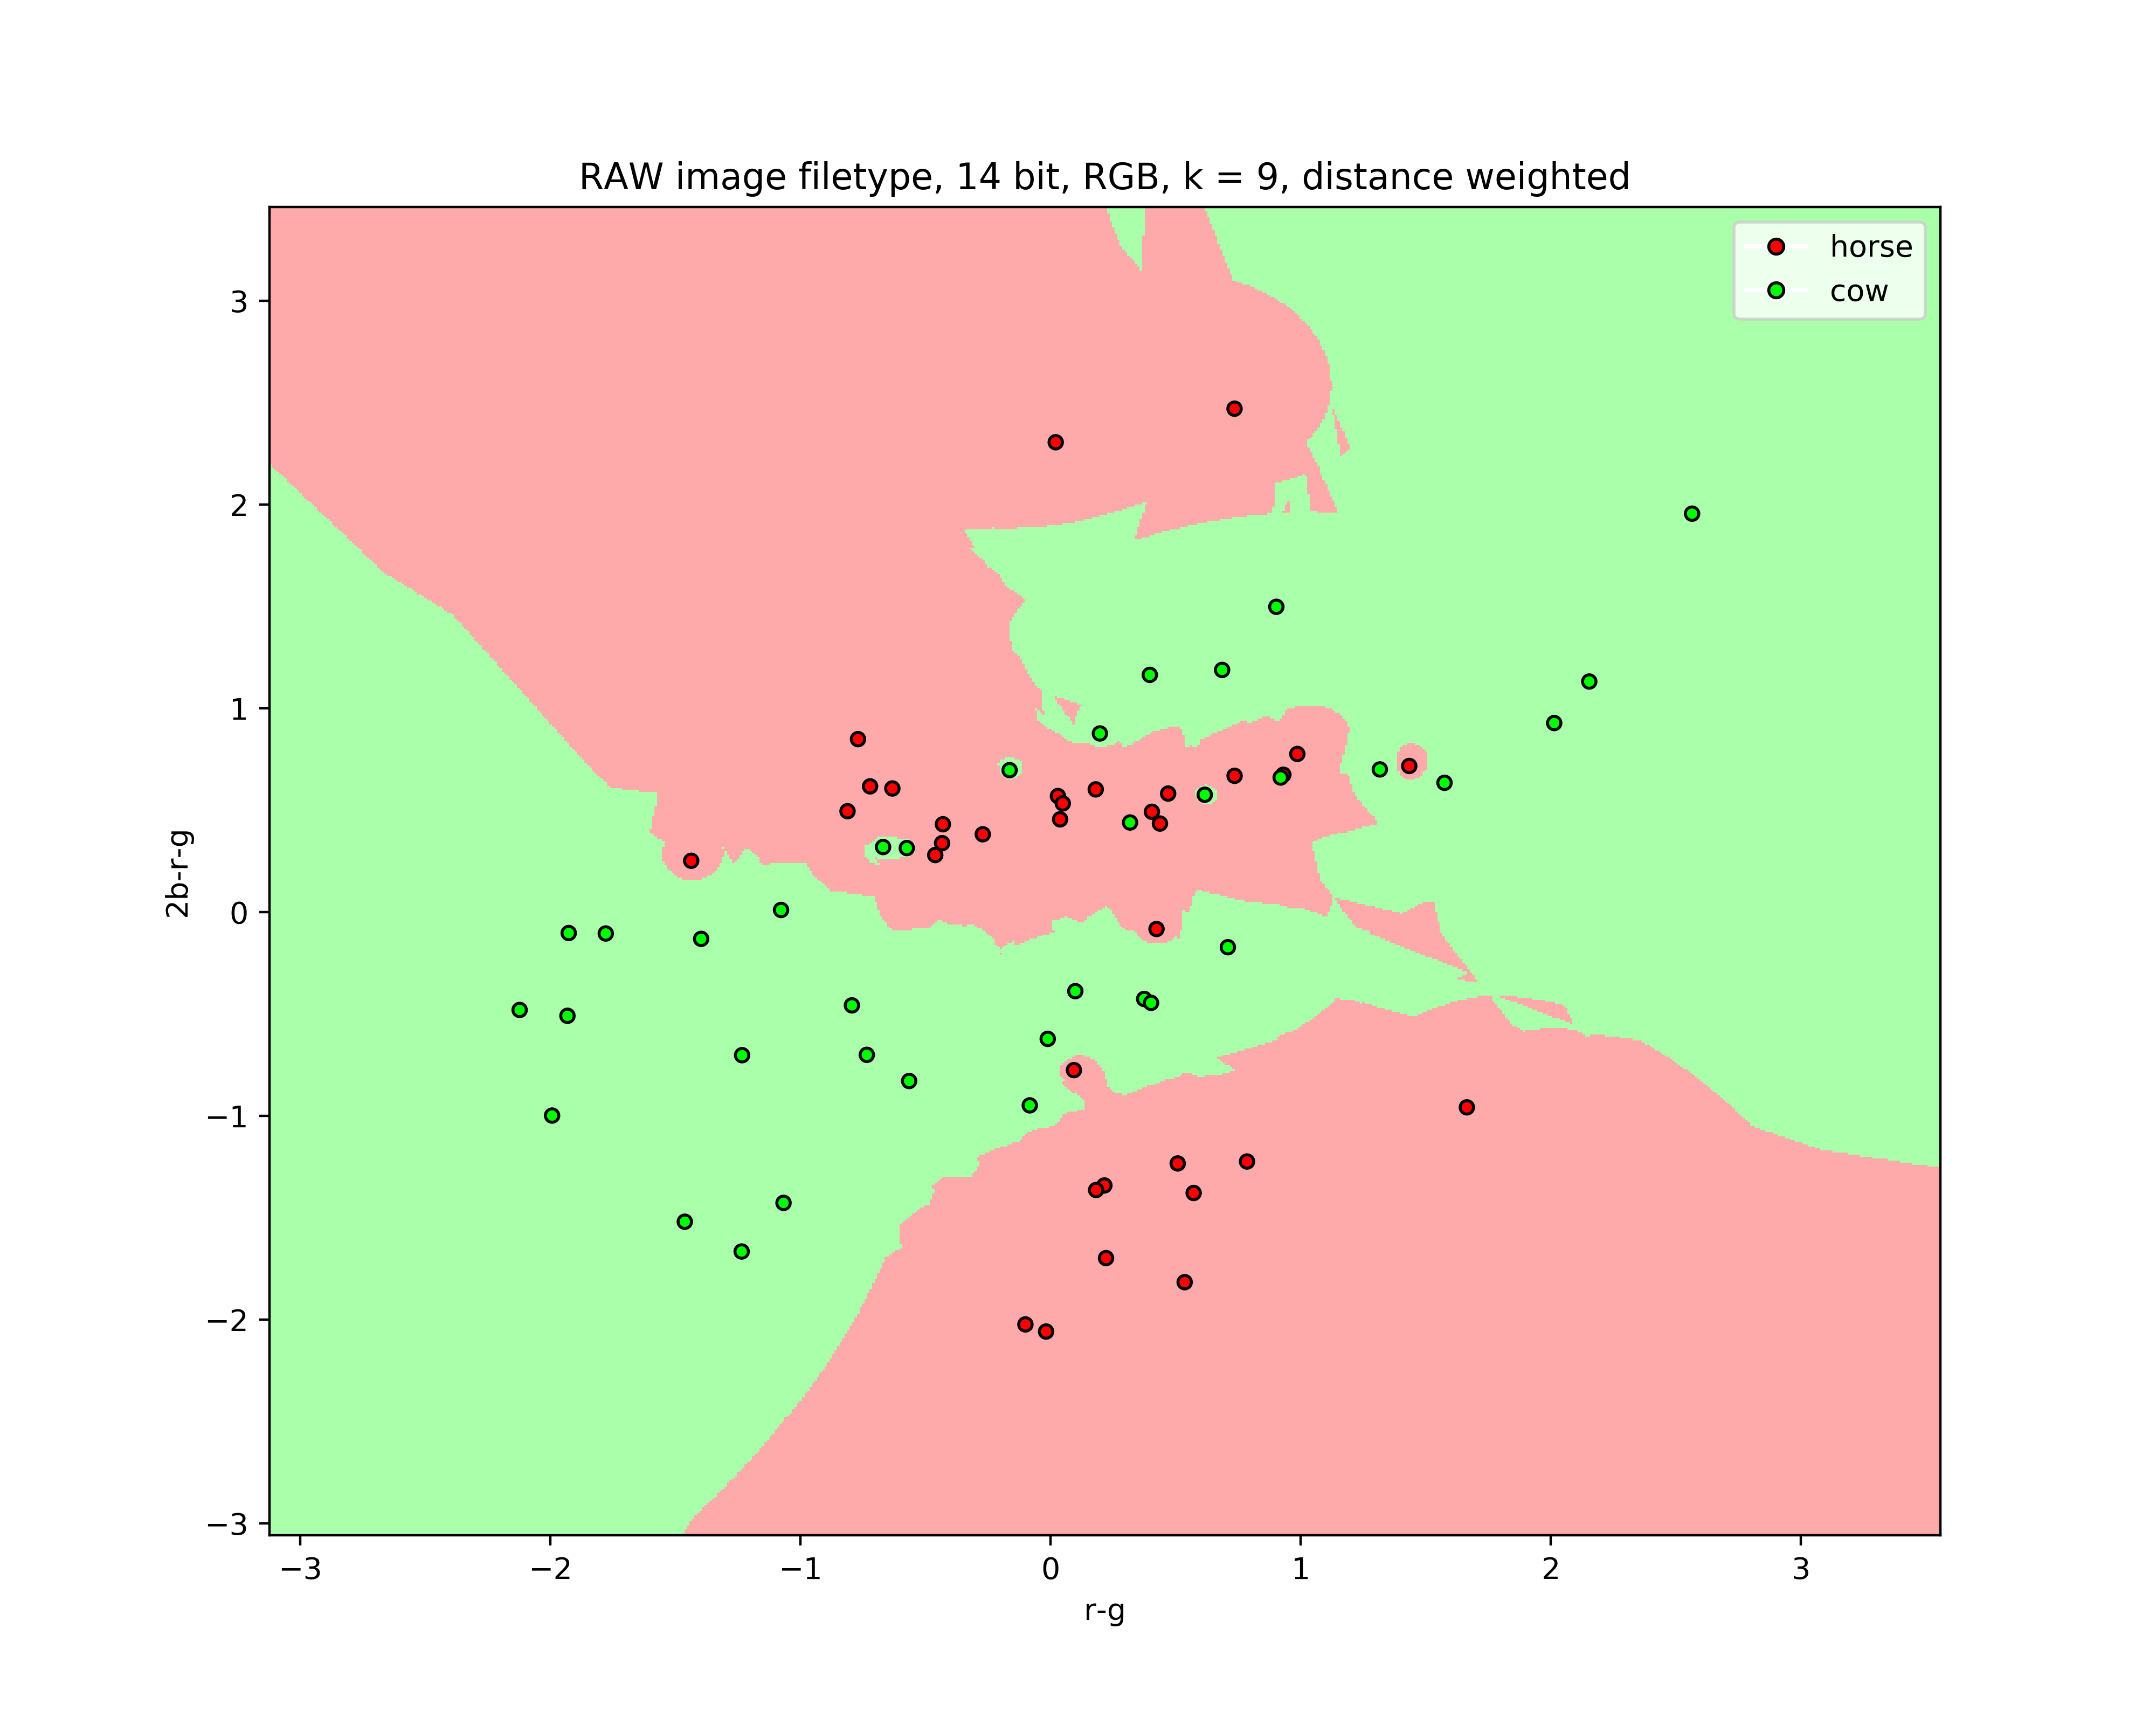 RAW image filetype, 14 bit, RGB, k = 9, distance weighted
horse
cow
3
2
1
0
−1
−2
−3
2b-r-g
−3 −2 −1 0 1 2 3
r-g